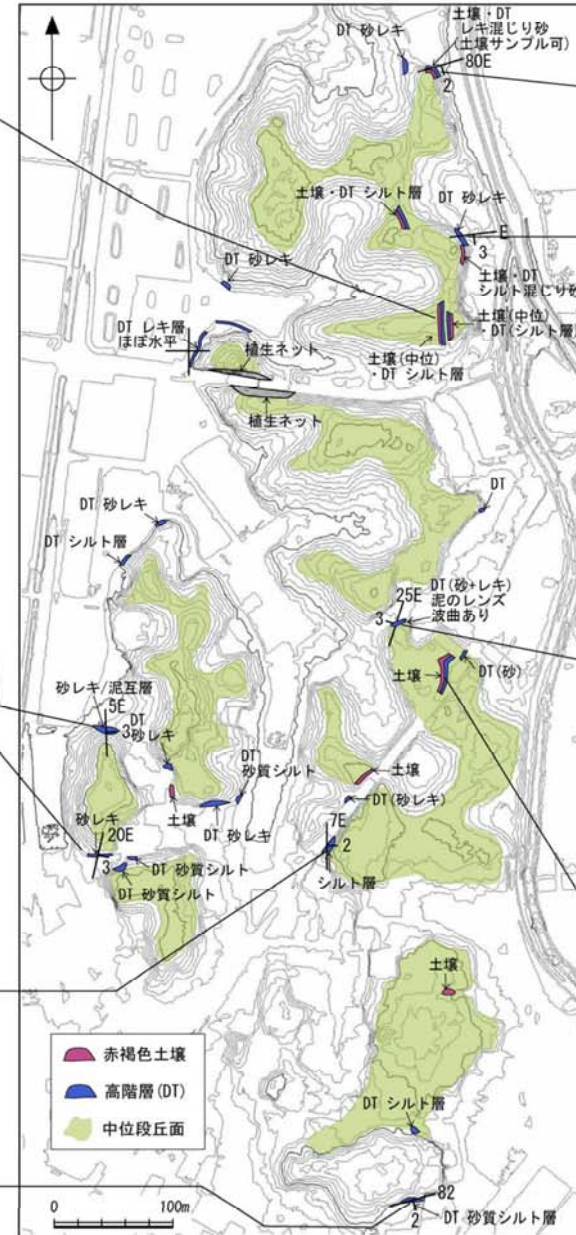 DT 砂レキ
土壌・DT
レキ混じり砂
(土壌サンプル可)
80E
2
土壌・DT シルト層
DT 砂レキ
E
3
土壌・DT
シルト混じり砂
DT 砂レキ
土壌(中位)
・DT(シルト層)
DT レキ層
ほぼ水平
植生ネット
土壌(中位)
・DT シルト層
植生ネット
DT 砂レキ
DT
DT シルト層
25E
3
DT(砂+レキ)
泥のレンズ
波曲あり
土壌
DT(砂)
砂レキ/泥互層
5E
3
DT
砂レキ
DT
砂質シルト
土壌
土壌
DT 砂レキ
DT(砂レキ)
砂レキ
20E
3
7E
2
DT 砂質シルト
DT 砂質シルト
シルト層
土壌
赤褐色土壌
高階層(DT)
中位段丘面
DT シルト層
0 100m
82
2
DT 砂質シルト層